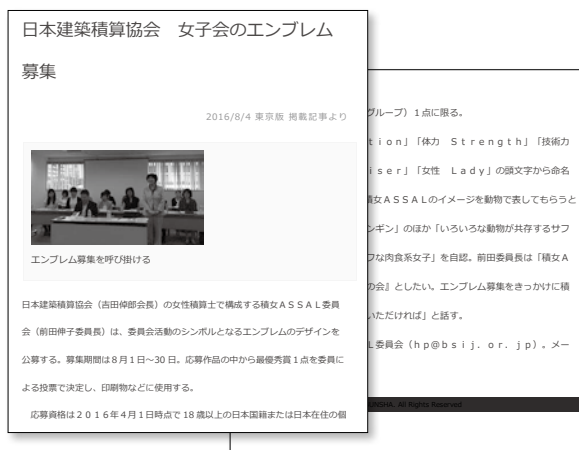 日本建築積算協会　女子会のエンブレム
募集
2016/8/4 東京版 掲載記事より
エンブレム募集を呼び掛ける
日本建築積算協会（吉田倬郎会長）の女性積算士で構成する積女ＡＳＳＡＬ委員
会（前田伸子委員長）は、委員会活動のシンボルとなるエンブレムのデザインを
公募する。募集期間は８月１日～30 日。応募作品の中から最優秀賞１点を委員に
よる投票で決定し、印刷物などに使用する。
　応募資格は２０１６年４月１日時点で 18 歳以上の日本国籍または日本在住の個
グループ）１点に限る。
ｔｉｏｎ」「体力　Ｓｔｒｅｎｇｔｈ」「技術力
ｉｓｅｒ」「女性　Ｌａｄｙ」の頭文字から命名
積女ＡＳＳＡＬのイメージを動物で表してもらうと
ンギン」のほか「いろいろな動物が共存するサフ
フな肉食系女子」を自認。前田委員長は「積女Ａ
の会』としたい。エンブレム募集をきっかけに積
いただければ」と話す。
Ｌ委員会（ｈｐ＠ｂｓｉｊ．ｏｒ．ｊｐ）。メー
UNSHA. All Rights Reserved